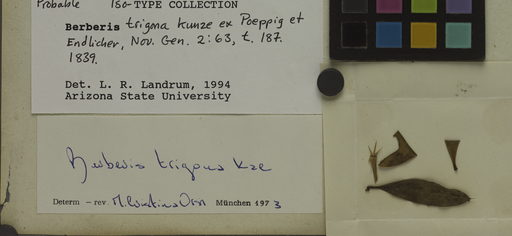 Probable Iso-TYPE COLLECTION
Berberis trigona Kunze ex Poeppig et
Endlicher, Nov. Gen. 2:63, t. 187.
1839.
Det. L. R. Landrum, 1994
Arizona State University
Berberis trigona Kze
Determ – rev. München 1973